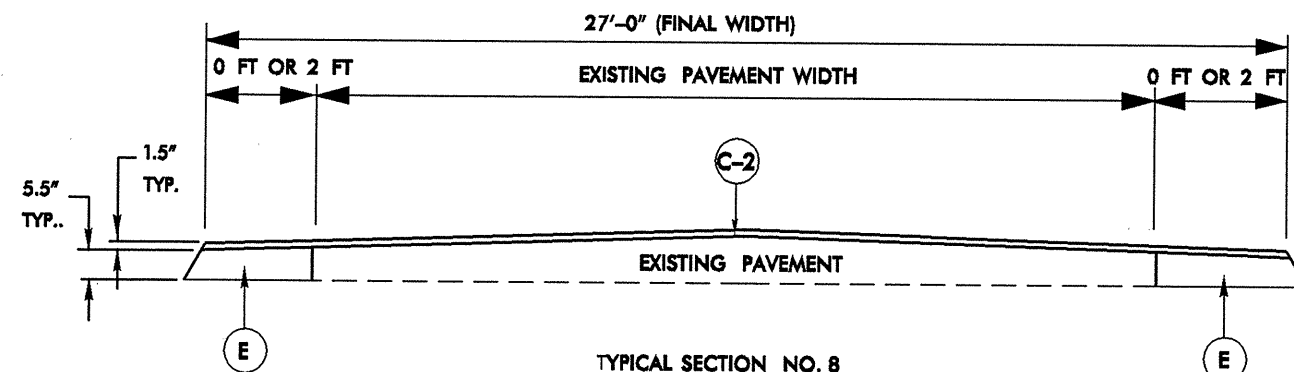 27'-0" (FINAL WIDTH)
0 FT OR 2 FT
EXISTING PAVEMENT WIDTH
0 FT OR 2 FT
1.5"
TYP.
C-2
5.5"
TYP..
EXISTING PAVEMENT
E
E
TYPICAL SECTION NO. 8